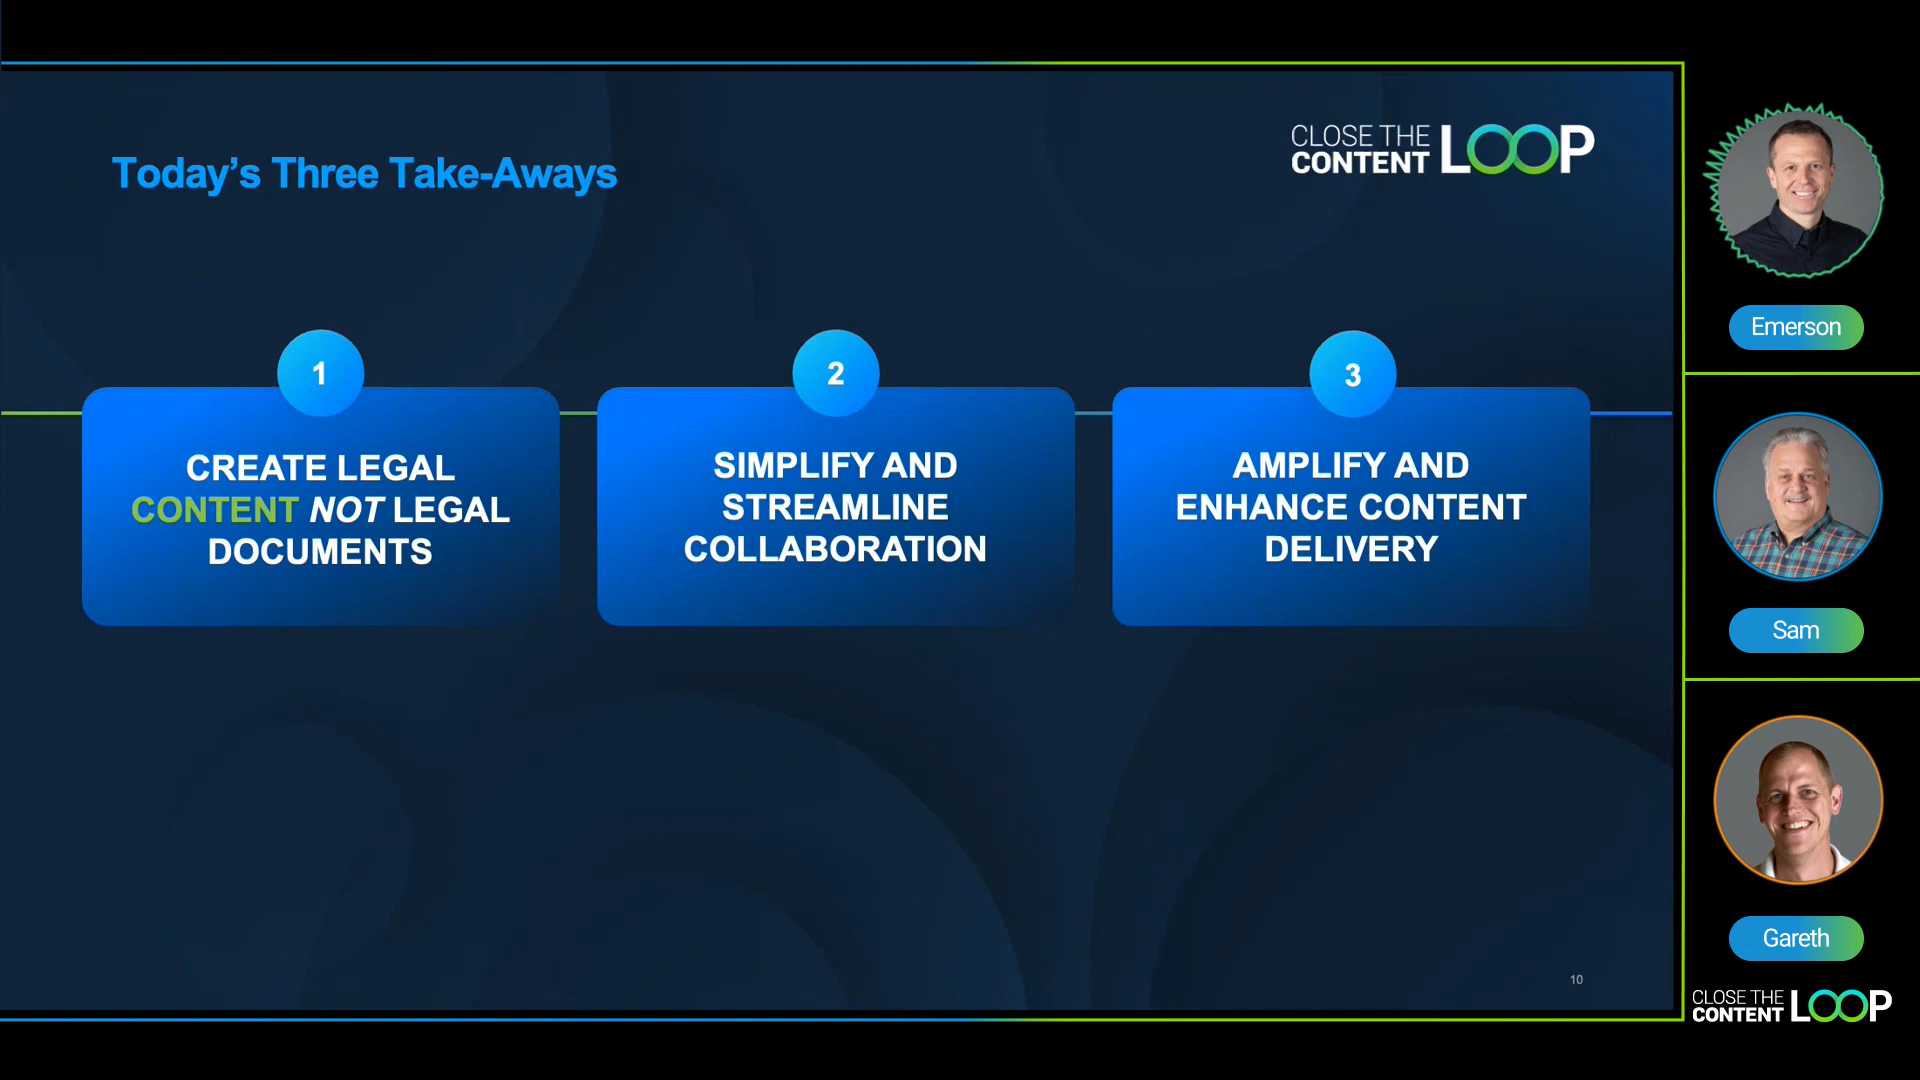 Today’s Three Take-Aways
CLOSE THE
CONTENT LOOP
1
CREATE LEGAL
CONTENT NOT LEGAL
DOCUMENTS
2
SIMPLIFY AND
STREAMLINE
COLLABORATION
3
AMPLIFY AND
ENHANCE CONTENT
DELIVERY
10
Emerson
Sam
Gareth
CLOSE THE
CONTENT LOOP